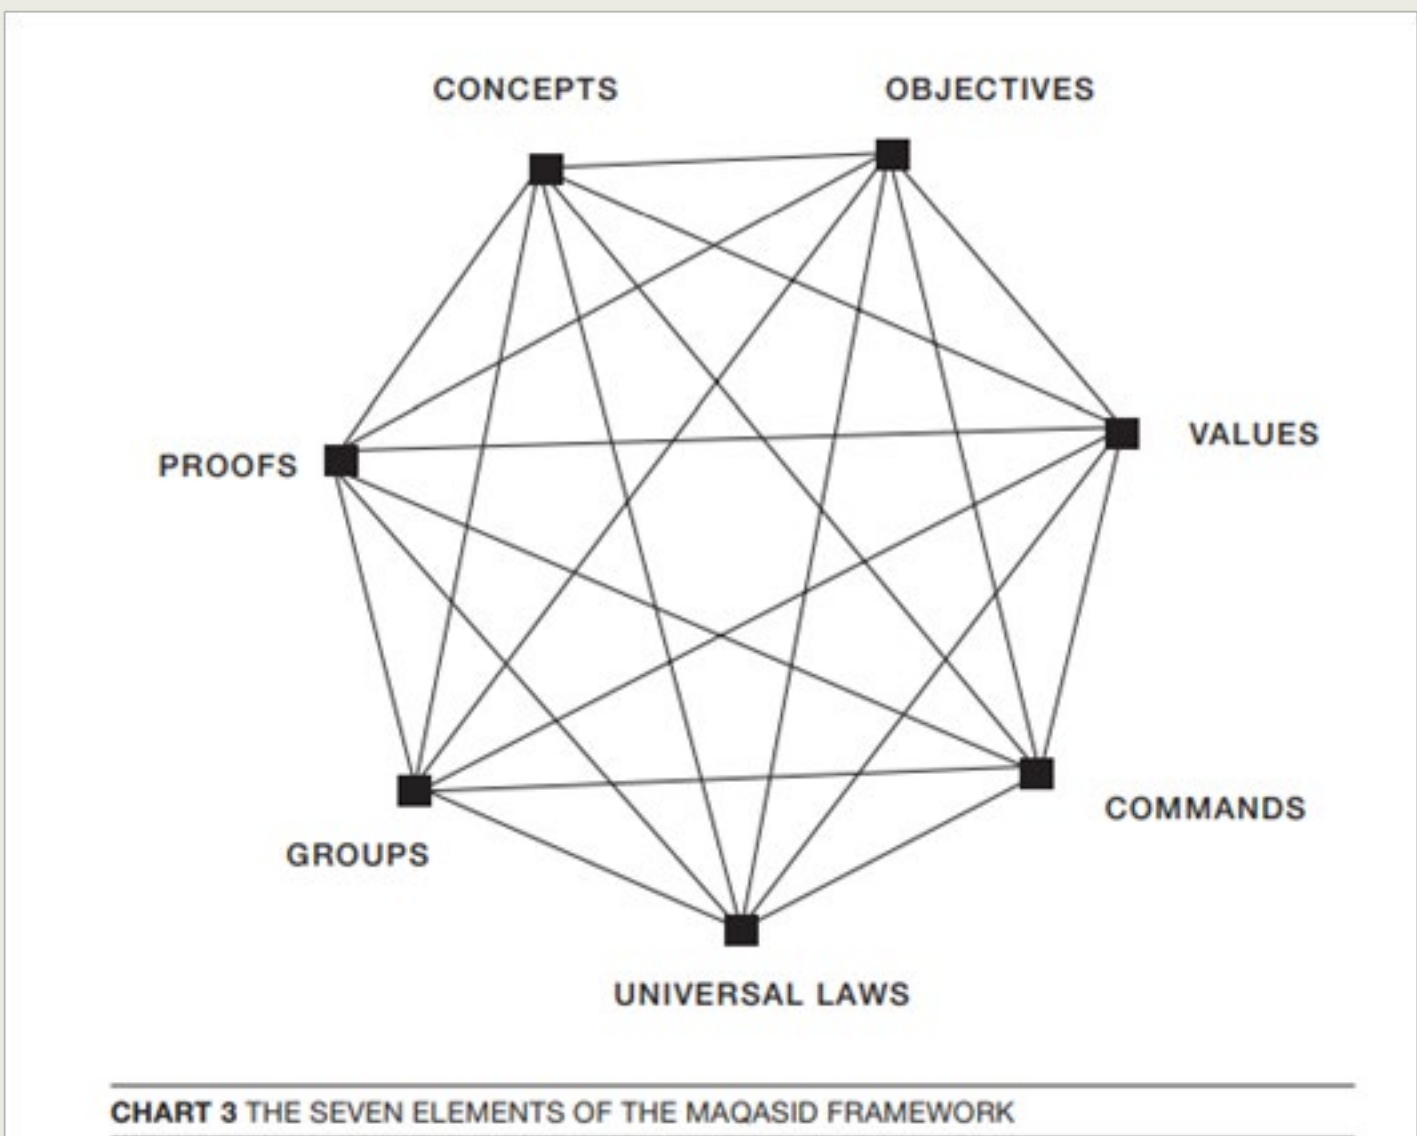 CONCEPTS
OBJECTIVES
VALUES
PROOFS
COMMANDS
GROUPS
UNIVERSAL LAWS
CHART 3 THE SEVEN ELEMENTS OF THE MAQASID FRAMEWORK